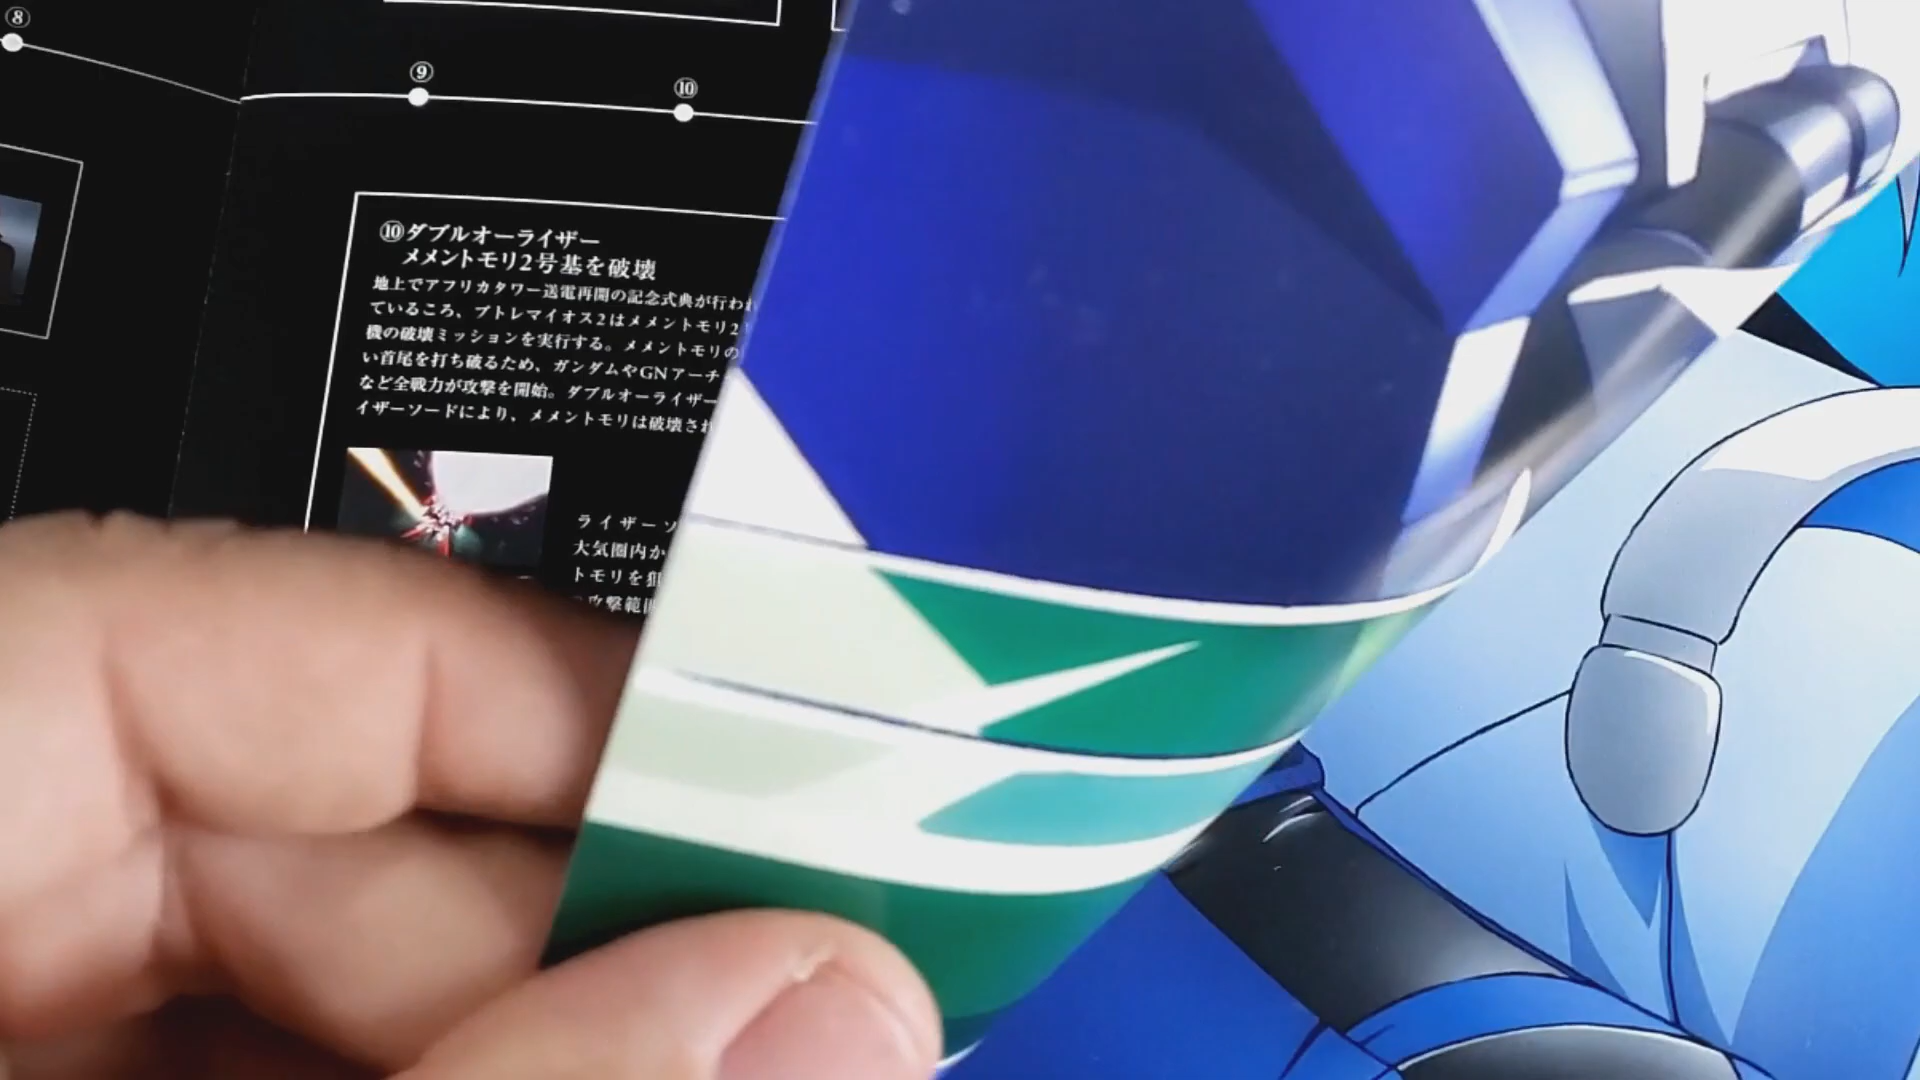 ⑧
⑨
⑩
⑩ダブルオーライザー
メメントモリ2号基を破壊
地上でアフリカタワー送電再開の記念式典が行われ
ているころ、プトレマイオス2はメメントモリ2
機の破壊ミッションを実行する。メメントモリの
い首尾を打ち破るため、ガンダムやGNアーチ
など全戦力が攻撃を開始。ダブルオーライザー
イザーソードにより、メメントモリは破壊され
ライザーソ
大気圏内か
トモリを狙
攻撃範囲